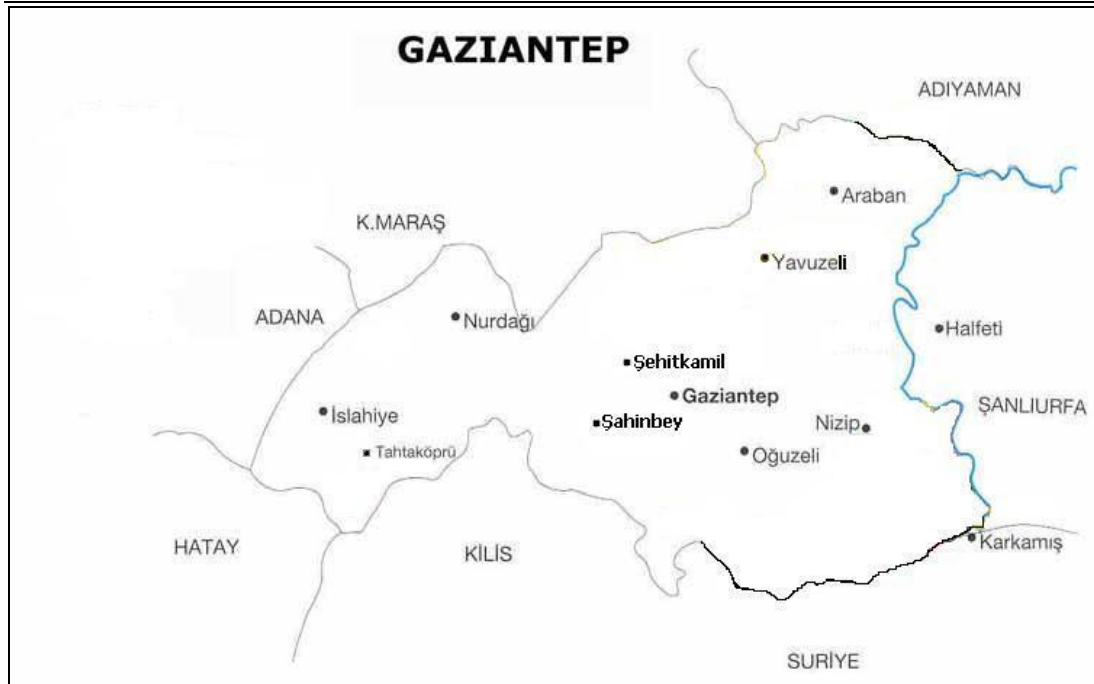 GAZIANTEP
ADIYAMAN
Araban
K.MARAŞ
Yavuzeli
ADANA
Nurdağı
Halfeti
Şehitkamil
Gaziantep
ŞANLIURFA
İslahiye
Şahinbey
Nizip
Tahtaköprü
Oğuzeli
HATAY
KİLİS
Karkamış
SURİYE